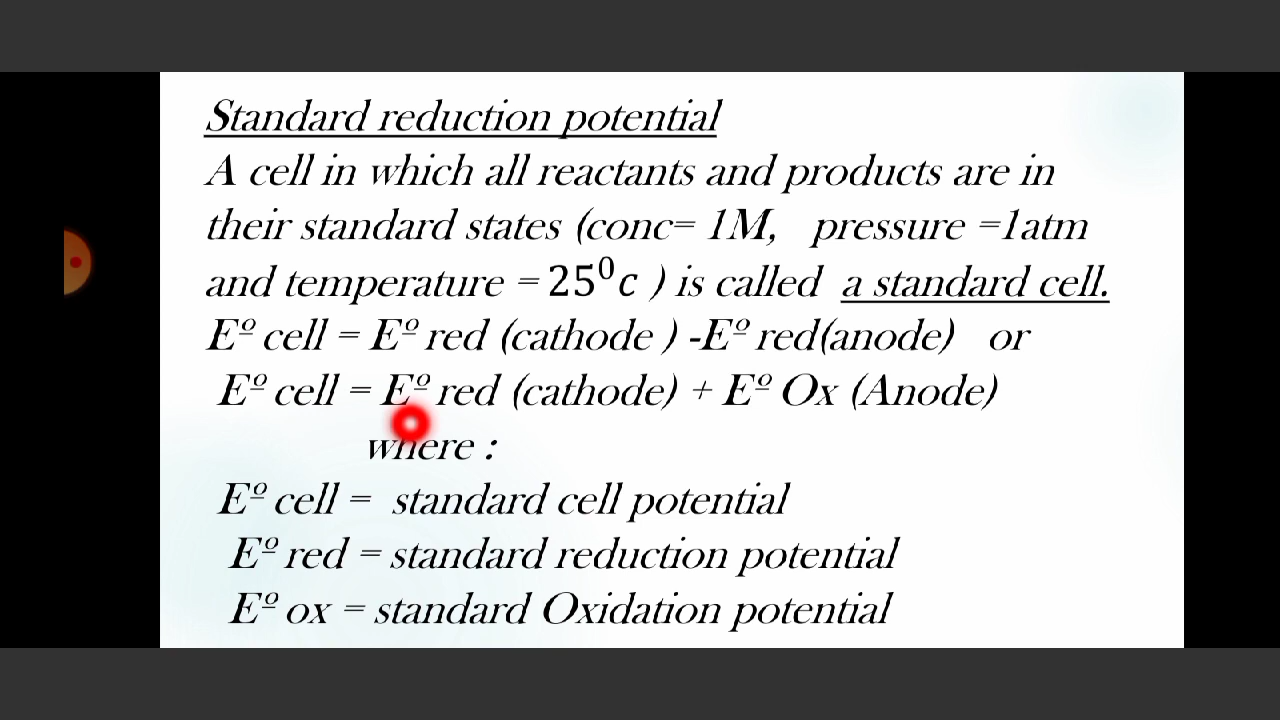 Standard reduction potential
A cell in which all reactants and products are in
their standard states (conc= 1M, pressure =1atm
and temperature = 25⁰c ) is called a standard cell.
Eº cell = Eº red (cathode ) -Eº red(anode) or
Eº cell = Eº red (cathode) + Eº Ox (Anode)
where :
Eº cell = standard cell potential
Eº red = standard reduction potential
Eº ox = standard Oxidation potential